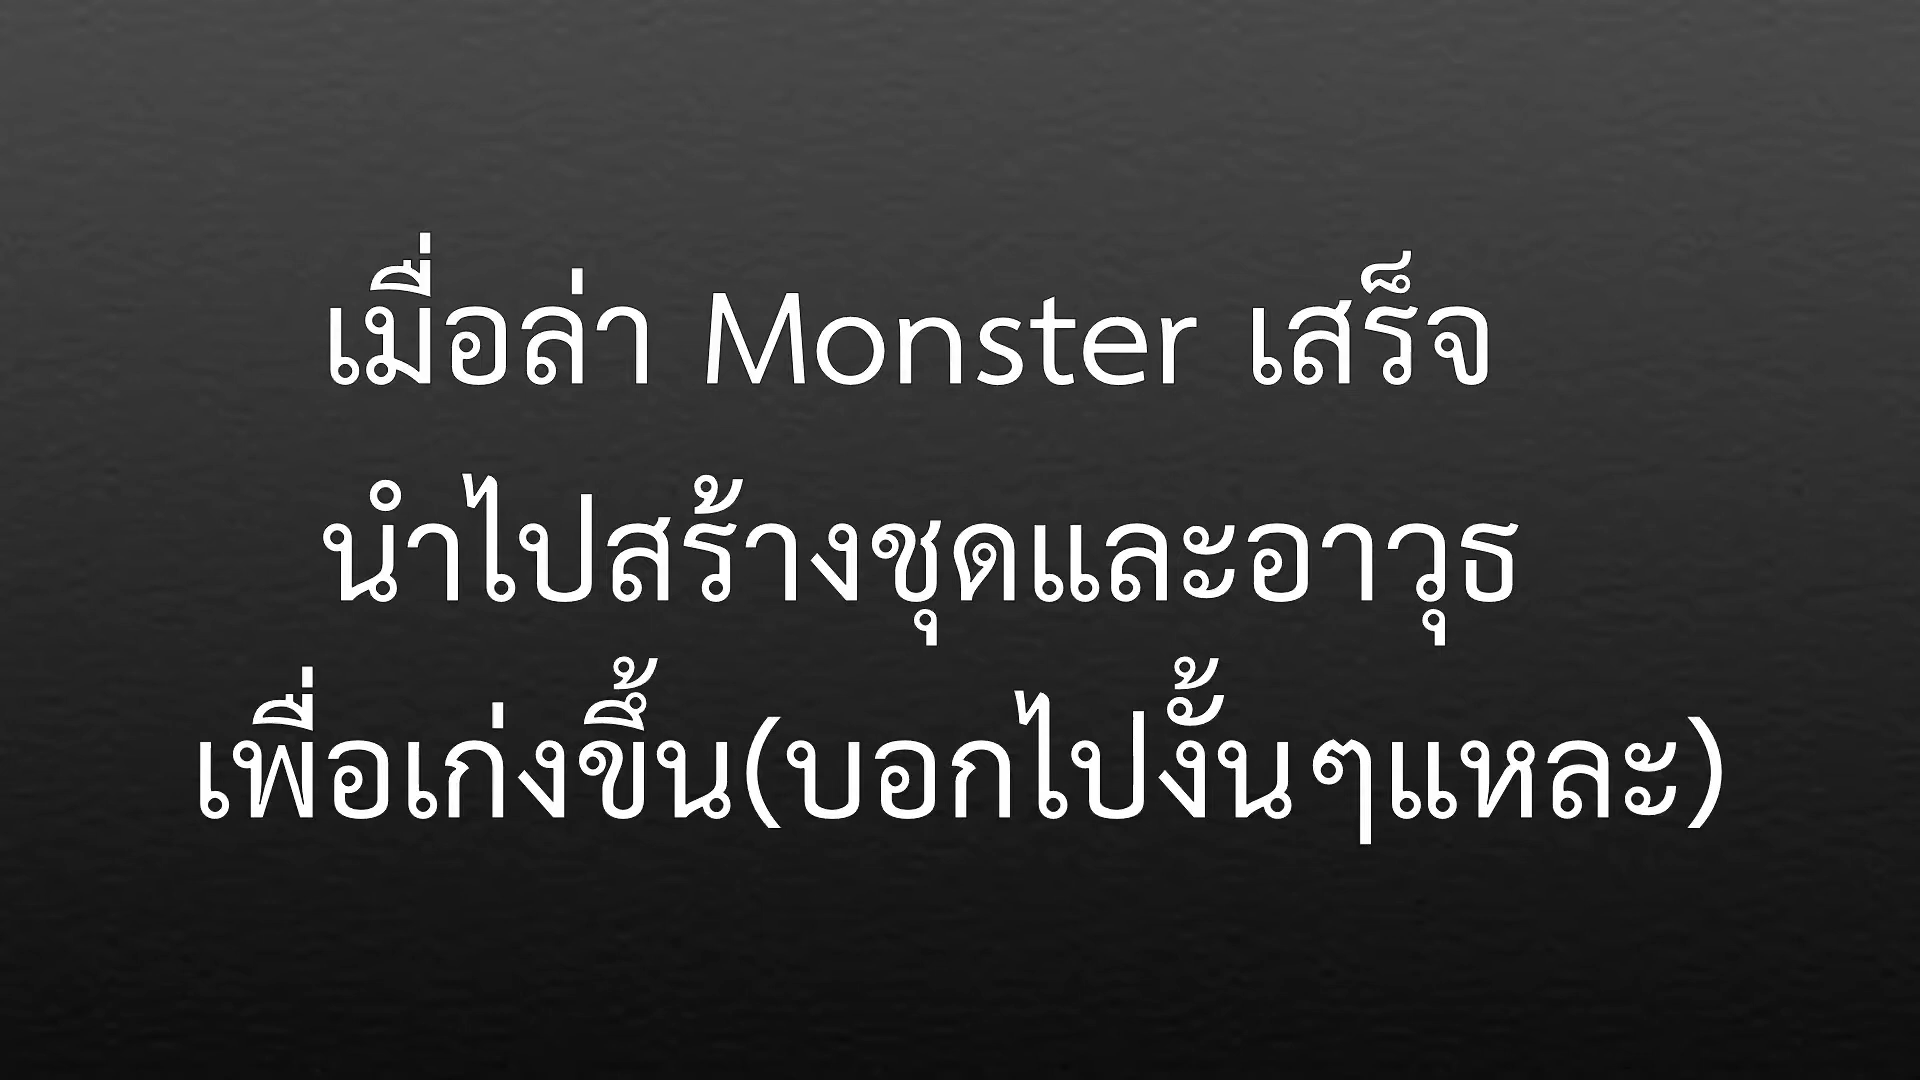 เมื่อล่า Monster เสร็จ
นำไปสร้างชุดและอาวุธ
เพื่อเก่งขึ้น(บอกไปงั้นๆแหละ)